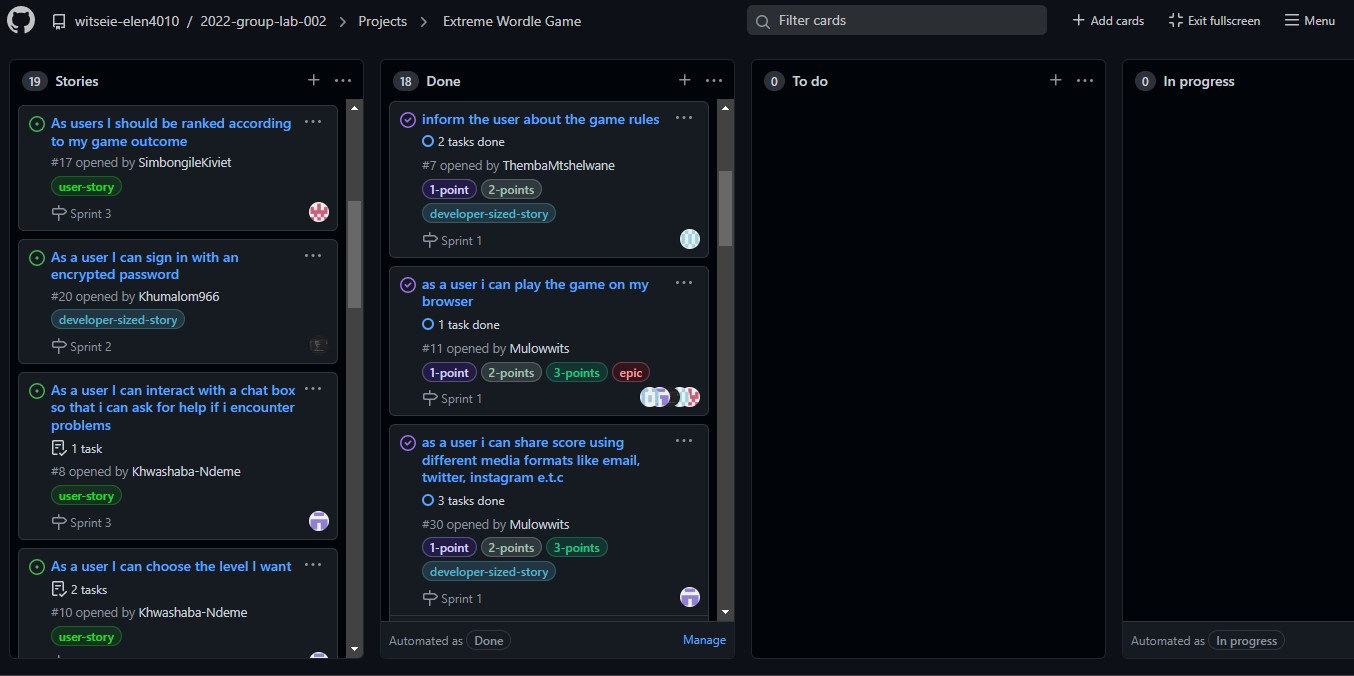 witseie-elen4010 / 2022-group-lab-002 > Projects > Extreme Wordle Game
Filter cards
Add cards
Exit fullscreen
Menu
19 Stories
As users I should be ranked according
to my game outcome
#17 opened by SimbongileKiviet
user-story
Sprint 3
As a user I can sign in with an
encrypted password
#20 opened by Khumalom966
developer-sized-story
Sprint 2
As a user I can interact with a chat box
so that i can ask for help if i encounter
problems
1 task
#8 opened by Khwashaba-Ndeme
user-story
Sprint 3
As a user I can choose the level I want
2 tasks
#10 opened by Khwashaba-Ndeme
user-story
18 Done
inform the user about the game rules
2 tasks done
#7 opened by ThembaMtshelwane
1-point 2-points
developer-sized-story
Sprint 1
as a user i can play the game on my
browser
1 task done
#11 opened by Mulowwits
1-point 2-points 3-points epic
Sprint 1
as a user i can share score using
different media formats like email,
twitter, instagram e.t.c
3 tasks done
#30 opened by Mulowwits
1-point 2-points 3-points
developer-sized-story
Sprint 1
Automated as Done
Manage
0 To do
0 In progress
Automated as In progress